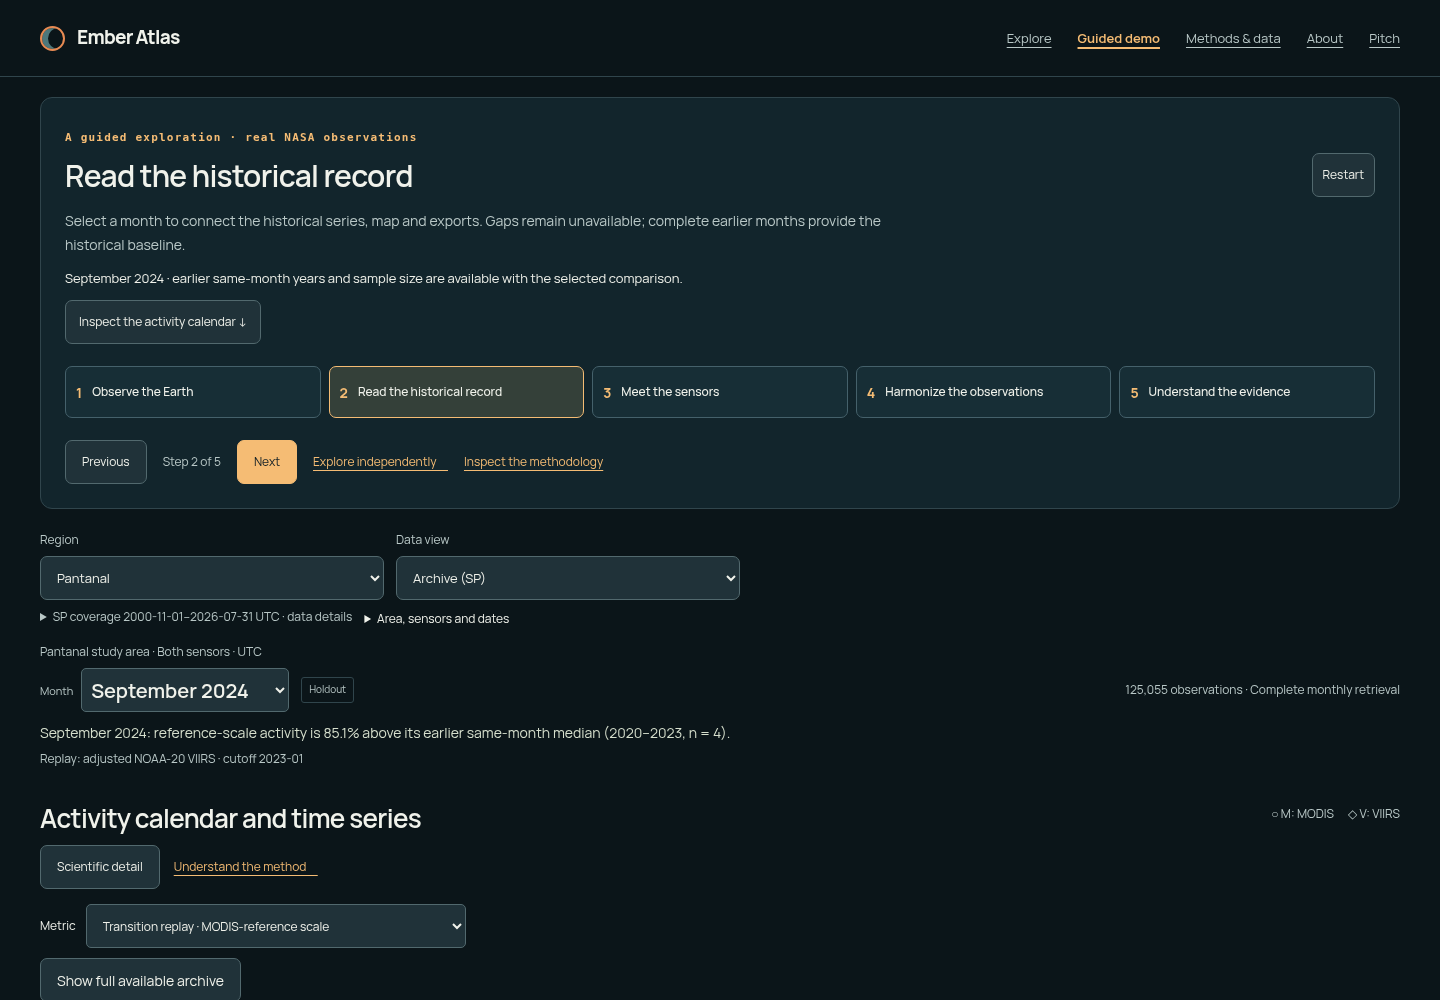 Ember Atlas
Explore
Guided demo
Methods & data
About
Pitch
A guided exploration · real NASA observations
Read the historical record
Restart
Select a month to connect the historical series, map and exports. Gaps remain unavailable; complete earlier months provide the
historical baseline.
September 2024 · earlier same-month years and sample size are available with the selected comparison.
Inspect the activity calendar ↓
1 Observe the Earth
2 Read the historical record
3 Meet the sensors
4 Harmonize the observations
5 Understand the evidence
Previous
Step 2 of 5
Next
Explore independently
Inspect the methodology
Region
Data view
Pantanal
Archive (SP)
▶ SP coverage 2000-11-01–2026-07-31 UTC · data details
▶ Area, sensors and dates
Pantanal study area · Both sensors · UTC
Month
September 2024
Holdout
125,055 observations · Complete monthly retrieval
September 2024: reference-scale activity is 85.1% above its earlier same-month median (2020–2023, n = 4).
Replay: adjusted NOAA-20 VIIRS · cutoff 2023-01
Activity calendar and time series
○ M: MODIS
◇ V: VIIRS
Scientific detail
Understand the method
Metric
Transition replay · MODIS-reference scale
Show full available archive